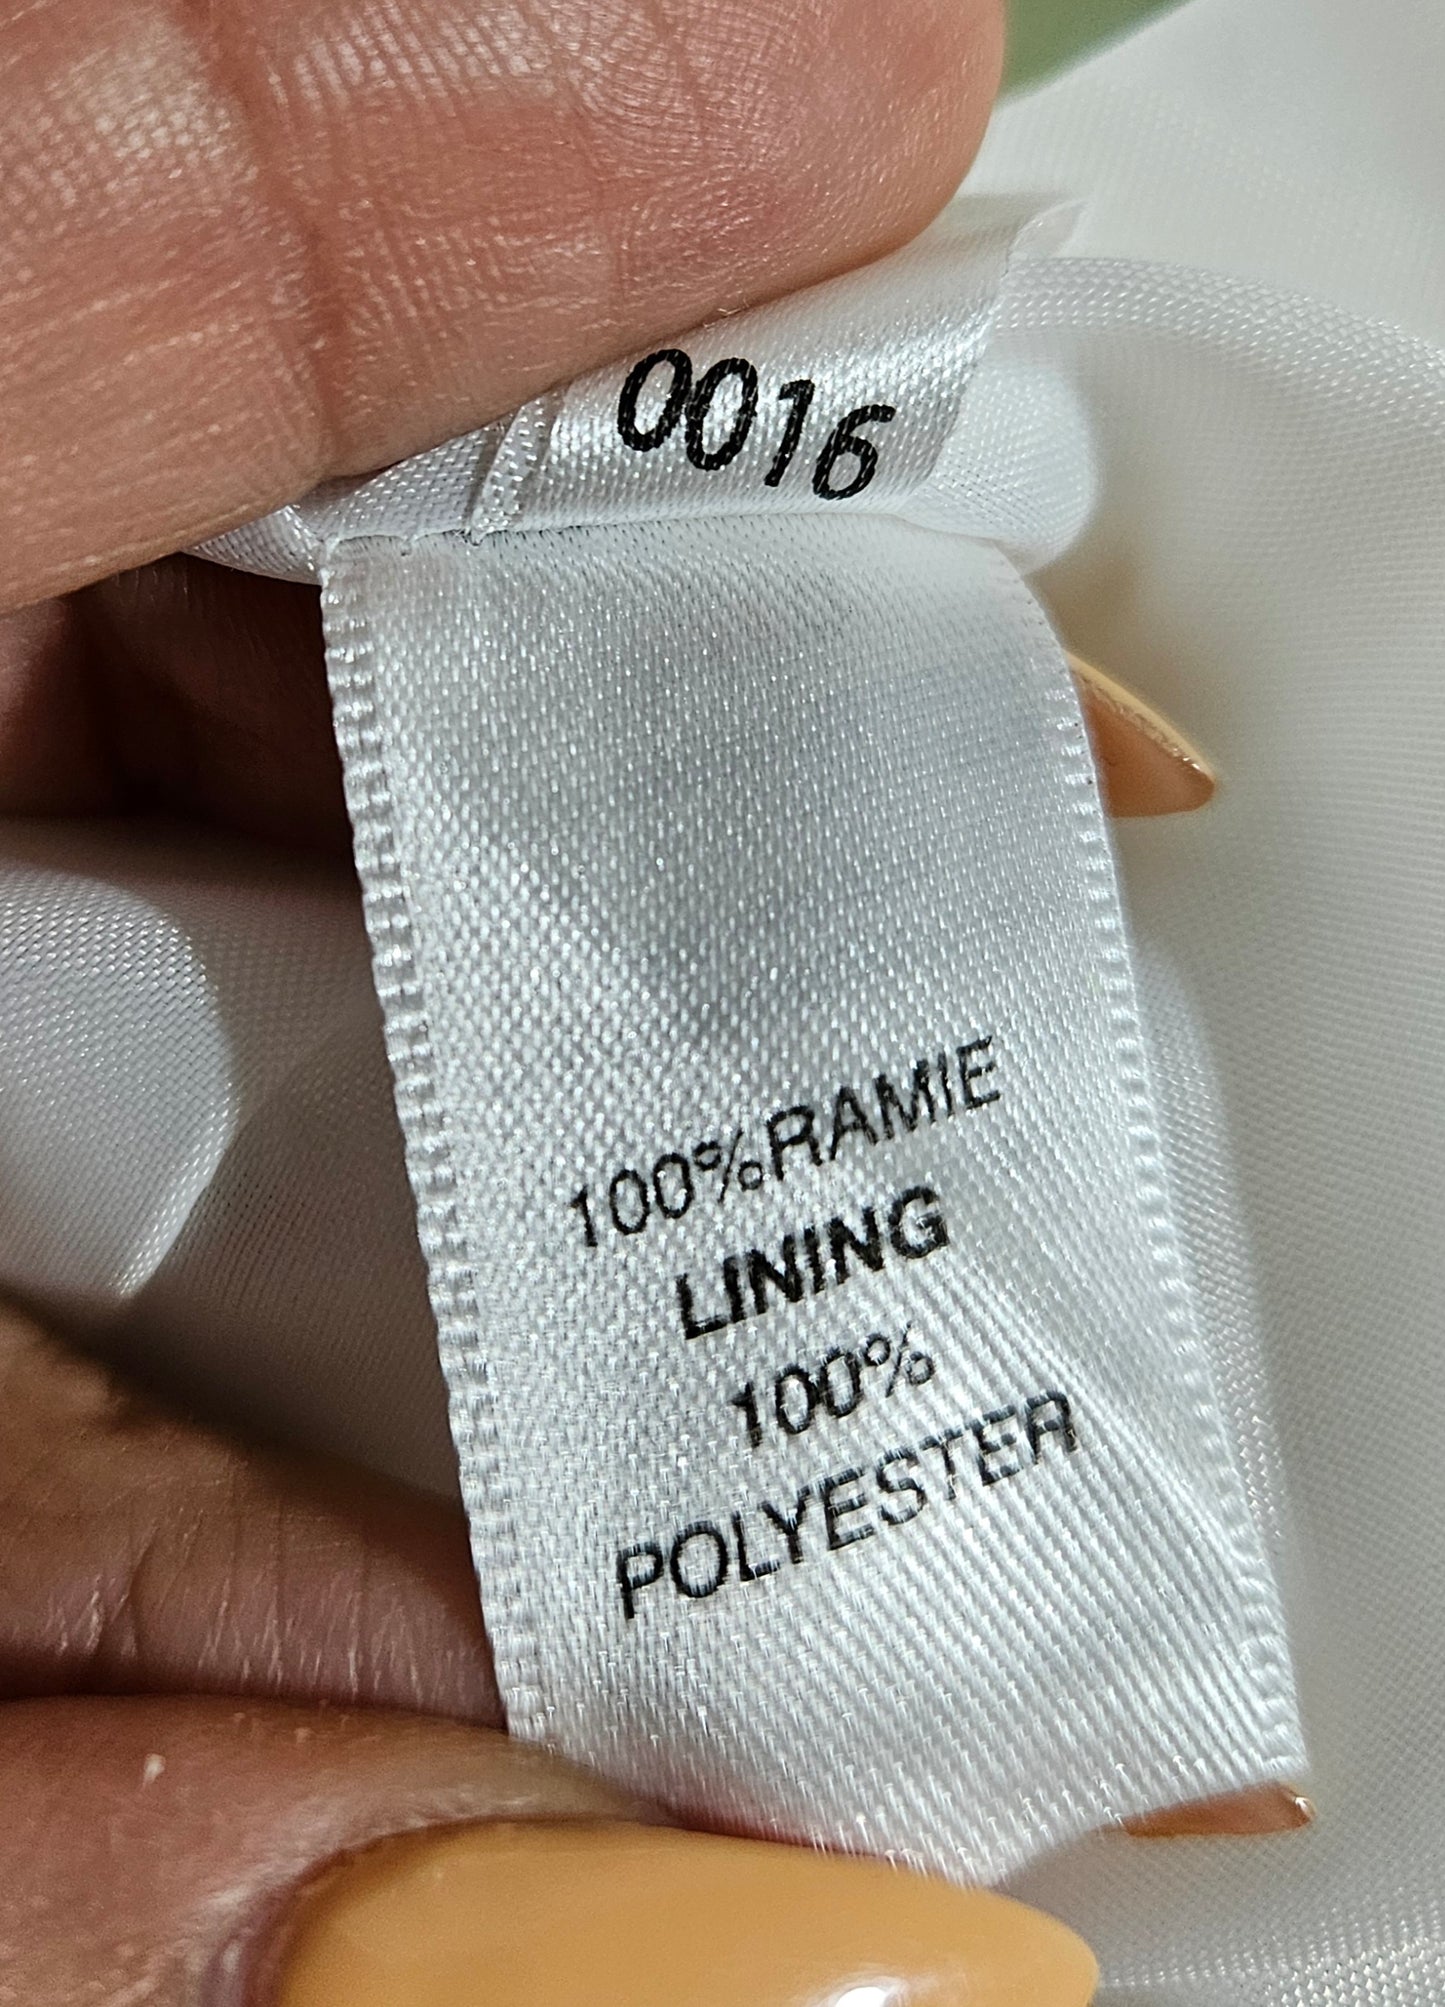 0016
100%RAMIE
LINING
100%
POLYESTER